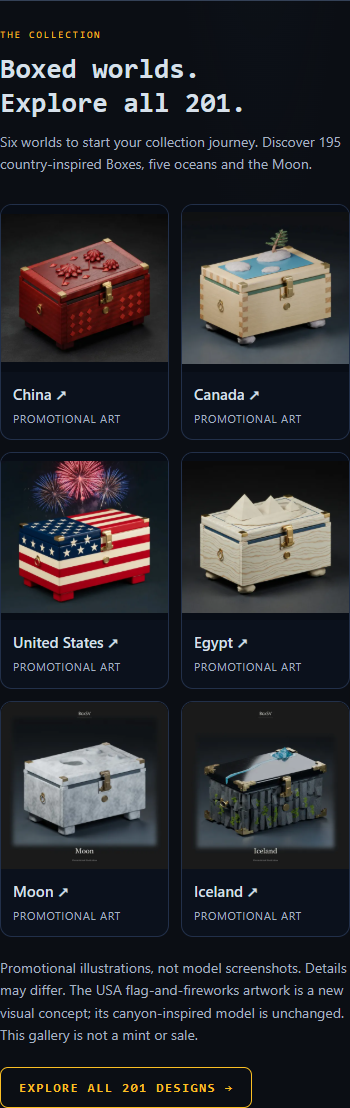 THE COLLECTION
Boxed worlds.
Explore all 201.
Six worlds to start your collection journey. Discover 195
country-inspired Boxes, five oceans and the Moon.
China ↗
PROMOTIONAL ART
Canada ↗
PROMOTIONAL ART
United States ↗
PROMOTIONAL ART
Egypt ↗
PROMOTIONAL ART
Moon
Moon ↗
PROMOTIONAL ART
Iceland
Iceland ↗
PROMOTIONAL ART
Promotional illustrations, not model screenshots. Details
may differ. The USA flag-and-fireworks artwork is a new
visual concept; its canyon-inspired model is unchanged.
This gallery is not a mint or sale.
EXPLORE ALL 201 DESIGNS →